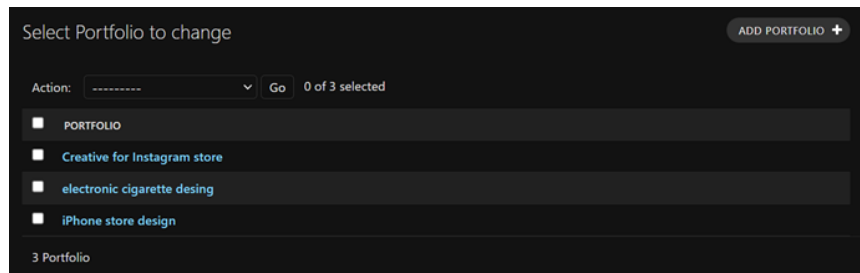 Select Portfolio to change
ADD PORTFOLIO +
Action: --------- Go 0 of 3 selected
PORTFOLIO
Creative for Instagram store
electronic cigarette desing
iPhone store design
3 Portfolio